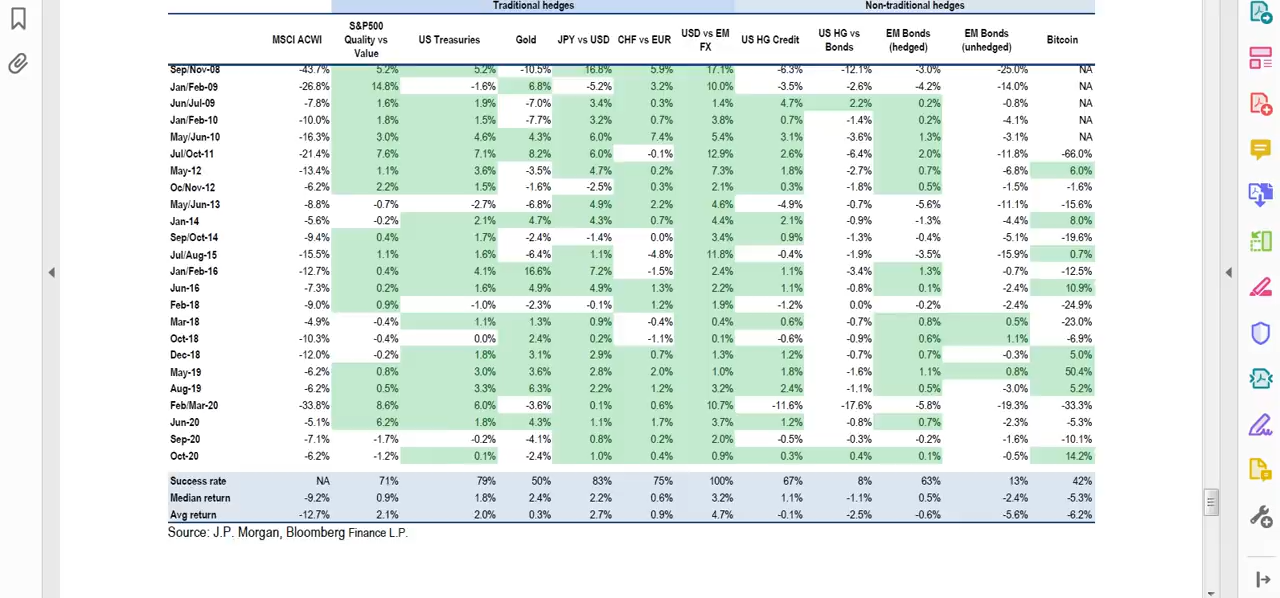 Traditional hedges Non-traditional hedges
MSCI ACWI S&P500 Quality vs Value US Treasuries Gold JPY vs USD CHF vs EUR USD vs EM FX US HG Credit US HG vs Bonds EM Bonds (hedged) EM Bonds (unhedged) Bitcoin
Sep/Nov-08 -43.7% 5.2% 5.2% -10.5% 16.8% 5.9% 17.1% -6.3% -12.1% -3.0% -25.0% NA
Jan/Feb-09 -26.8% 14.8% -1.6% 6.8% -5.2% 3.2% 10.0% -3.5% -2.6% -4.2% -14.0% NA
Jun/Jul-09 -7.8% 1.6% 1.9% -7.0% 3.4% 0.3% 1.4% 4.7% 2.2% 0.2% -0.8% NA
Jan/Feb-10 -10.0% 1.8% 1.5% -7.7% 3.2% 0.7% 3.8% 0.7% -1.4% 0.2% -4.1% NA
May/Jun-10 -16.3% 3.0% 4.6% 4.3% 6.0% 7.4% 5.4% 3.1% -3.6% 1.3% -3.1% NA
Jul/Oct-11 -21.4% 7.6% 7.1% 8.2% 6.0% -0.1% 12.9% 2.6% -6.4% 2.0% -11.8% -66.0%
May-12 -13.4% 1.1% 3.6% -3.5% 4.7% 0.2% 7.3% 1.8% -2.7% 0.7% -6.8% 6.0%
Oc/Nov-12 -6.2% 2.2% 1.5% -1.6% -2.5% 0.3% 2.1% 0.3% -1.8% 0.5% -1.5% -1.6%
May/Jun-13 -8.8% -0.7% -2.7% -6.8% 4.9% 2.2% 4.6% -4.9% -0.7% -5.6% -11.1% -15.6%
Jan-14 -5.6% -0.2% 2.1% 4.7% 4.3% 0.7% 4.4% 2.1% -0.9% -1.3% -4.4% 8.0%
Sep/Oct-14 -9.4% 0.4% 1.7% -2.4% -1.4% 0.0% 3.4% 0.9% -1.3% -0.4% -5.1% -19.6%
Jul/Aug-15 -15.5% 1.1% 1.6% -6.4% 1.1% -4.8% 11.8% -0.4% -1.9% -3.5% -15.9% 0.7%
Jan/Feb-16 -12.7% 0.4% 4.1% 16.6% 7.2% -1.5% 2.4% 1.1% -3.4% 1.3% -0.7% -12.5%
Jun-16 -7.3% 0.2% 1.6% 4.9% 4.9% 1.3% 2.2% 1.1% -0.8% 0.1% -2.4% 10.9%
Feb-18 -9.0% 0.9% -1.0% -2.3% -0.1% 1.2% 1.9% -1.2% 0.0% -0.2% -2.4% -24.9%
Mar-18 -4.9% -0.4% 1.1% 1.3% 0.9% -0.4% 0.4% 0.6% -0.7% 0.8% 0.5% -23.0%
Oct-18 -10.3% -0.4% 0.0% 2.4% 0.2% -1.1% 0.1% -0.6% -0.9% 0.6% 1.1% -6.9%
Dec-18 -12.0% -0.2% 1.8% 3.1% 2.9% 0.7% 1.3% 1.2% -0.7% 0.7% -0.3% 5.0%
May-19 -6.2% 0.8% 3.0% 3.6% 2.8% 2.0% 1.0% 1.8% -1.6% 1.1% 0.8% 50.4%
Aug-19 -6.2% 0.5% 3.3% 6.3% 2.2% 1.2% 3.2% 2.4% -1.1% 0.5% -3.0% 5.2%
Feb/Mar-20 -33.8% 8.6% 6.0% -3.6% 0.1% 0.6% 10.7% -11.6% -17.6% -5.8% -19.3% -33.3%
Jun-20 -5.1% 6.2% 1.8% 4.3% 1.1% 1.7% 3.7% 1.2% -0.8% 0.7% -2.3% -5.3%
Sep-20 -7.1% -1.7% -0.2% -4.1% 0.8% 0.2% 2.0% -0.5% -0.3% -0.2% -1.6% -10.1%
Oct-20 -6.2% -1.2% 0.1% -2.4% 1.0% 0.4% 0.9% 0.3% 0.4% 0.1% -0.5% 14.2%
Success rate NA 71% 79% 50% 83% 75% 100% 67% 8% 63% 13% 42%
Median return -9.2% 0.9% 1.8% 2.4% 2.2% 0.6% 3.2% 1.1% -1.1% 0.5% -2.4% -5.3%
Avg return -12.7% 2.1% 2.0% 0.3% 2.7% 0.9% 4.7% -0.1% -2.5% -0.6% -5.6% -6.2%
Source: J.P. Morgan, Bloomberg Finance L.P.